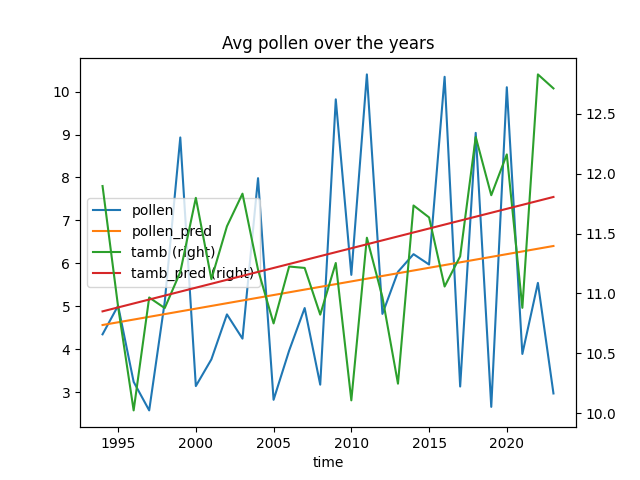 Avg pollen over the years
10
9
8
7
6
5
4
3
12.5
12.0
11.5
11.0
10.5
10.0
pollen
pollen_pred
tamb (right)
tamb_pred (right)
1995 2000 2005 2010 2015 2020
time